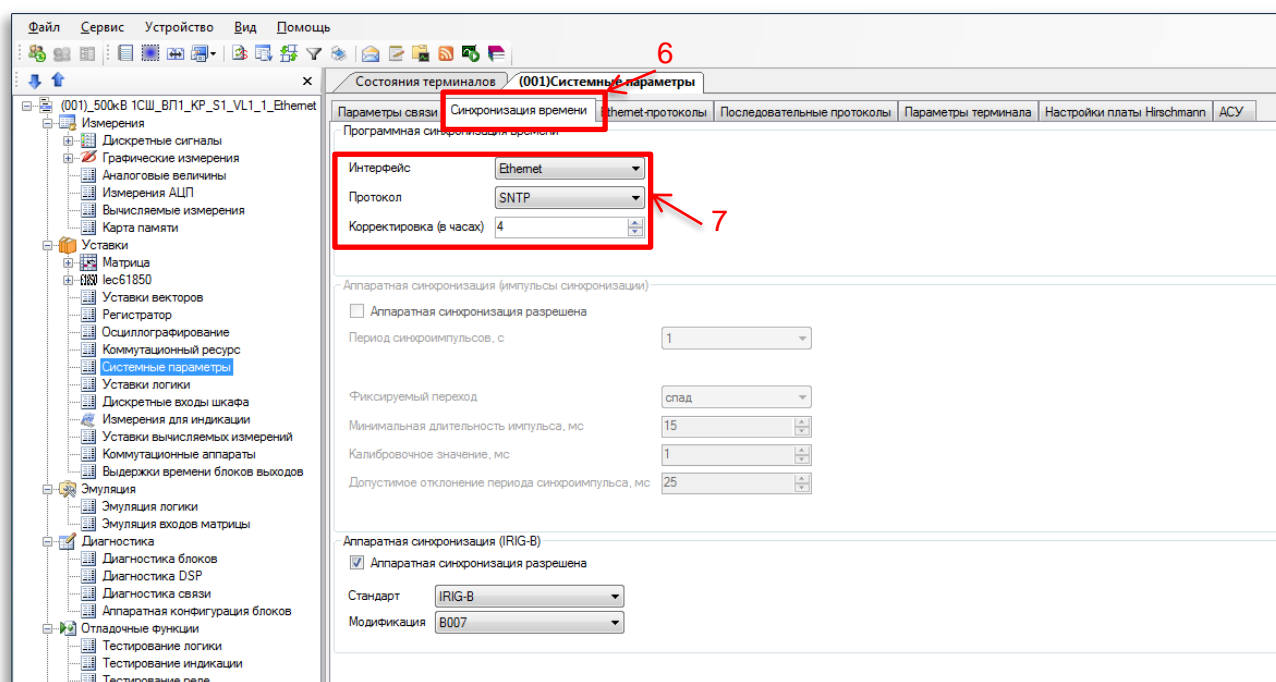 Файл Сервис Устройство Вид Помощь
6
Состояния терминалов (001)Системные параметры
(001)_500кВ 1СШ_ВЛ1_KP_S1_VL1_1_Ethernet
Параметры связи Синхронизация времени Ethernet-протоколы Последовательные протоколы Параметры терминала Настройки платы Hirschmann АСУ
Измерения
Дискретные сигналы
Графические измерения
Аналоговые величины
Измерения АЦП
Вычисляемые измерения
Карта памяти
Уставки
Матрица
Iec61850
Уставки векторов
Регистратор
Осциллографирование
Коммутационный ресурс
Системные параметры
Уставки логики
Дискретные входы шкафа
Измерения для индикации
Уставки вычисляемых измерений
Коммутационные аппараты
Выдержки времени блоков выходов
Эмуляция
Эмуляция логики
Эмуляция входов матрицы
Диагностика
Диагностика блоков
Диагностика DSP
Диагностика связи
Аппаратная конфигурация блоков
Отладочные функции
Тестирование логики
Тестирование индикации
Тестирование реле
Программная синхронизация времени
Интерфейс Ethernet
Протокол SNTP
Корректировка (в часах) 4
7
Аппаратная синхронизация (импульсы синхронизации)
Аппаратная синхронизация разрешена
Период синхроимпульсов, с 1
Фиксируемый переход спад
Минимальная длительность импульса, мс 15
Калибровочное значение, мс 1
Допустимое отклонение периода синхроимпульса, мс 25
Аппаратная синхронизация (IRIG-B)
Аппаратная синхронизация разрешена
Стандарт IRIG-B
Модификация B007